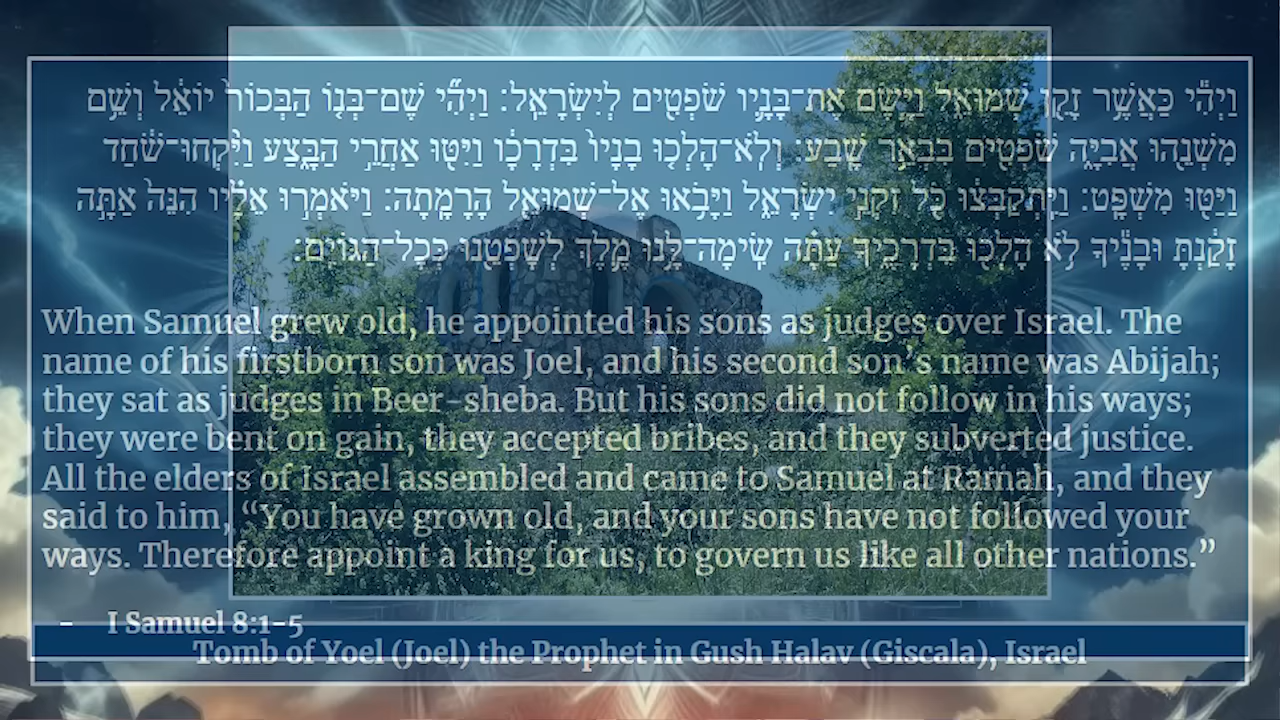 וַיְהִ֕י כַּאֲשֶׁ֥ר זָקֵ֖ן שְׁמוּאֵ֑ל וַיָּ֧שֶׂם אֶת־בָּנָ֛יו שֹׁפְטִ֖ים לְיִשְׂרָאֵֽל׃ וַיְהִ֞י שֶׁם־בְּנ֤וֹ הַבְּכוֹר֙ יוֹאֵ֔ל וְשֵׁ֥ם
מִשְׁנֵ֖הוּ אֲבִיָּ֑ה שֹׁפְטִ֖ים בִּבְאֵ֥ר שָֽׁבַע׃ וְלֹֽא־הָלְכ֤וּ בָנָיו֙ בִּדְרָכָ֔ו וַיִּטּ֖וּ אַחֲרֵ֣י הַבָּ֑צַע וַיִּ֨קְחוּ־שֹׁ֔חַד
וַיַּטּ֖וּ מִשְׁפָּֽט׃ וַיִּֽתְקַבְּצ֔וּ כֹּ֖ל זִקְנֵ֣י יִשְׂרָאֵ֑ל וַיָּבֹ֥אוּ אֶל־שְׁמוּאֵ֖ל הָרָמָֽתָה׃ וַיֹּאמְר֣וּ אֵלָ֗יו הִנֵּה֙ אַתָּ֣ה
זָקַ֔נְתָּ וּבָנֶ֕יךָ לֹ֥א הָלְכ֖וּ בִּדְרָכֶ֑יךָ עַתָּ֗ה שִֽׂימָה־לָּ֥נוּ מֶ֛לֶךְ לְשָׁפְטֵ֖נוּ כְּכׇל־הַגּוֹיִֽם׃
When Samuel grew old, he appointed his sons as judges over Israel. The
name of his firstborn son was Joel, and his second son’s name was Abijah;
they sat as judges in Beer-sheba. But his sons did not follow in his ways;
they were bent on gain, they accepted bribes, and they subverted justice.
All the elders of Israel assembled and came to Samuel at Ramah, and they
said to him, “You have grown old, and your sons have not followed your
ways. Therefore appoint a king for us, to govern us like all other nations.”
- I Samuel 8:1-5
Tomb of Yoel (Joel) the Prophet in Gush Halav (Giscala), Israel